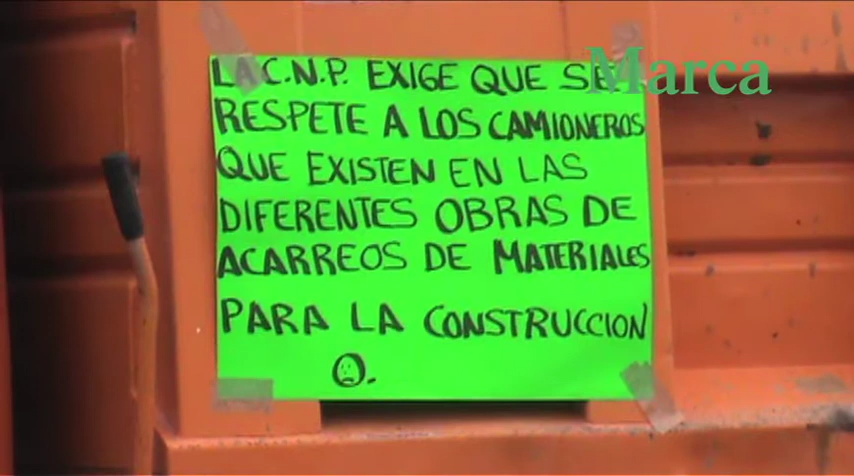 LA C.N.P. EXIGE QUE SE
RESPETE A LOS CAMIONEROS
QUE EXISTEN EN LAS
DIFERENTES OBRAS DE
ACARREOS DE MATERIALES
PARA LA CONSTRUCCION
Marca